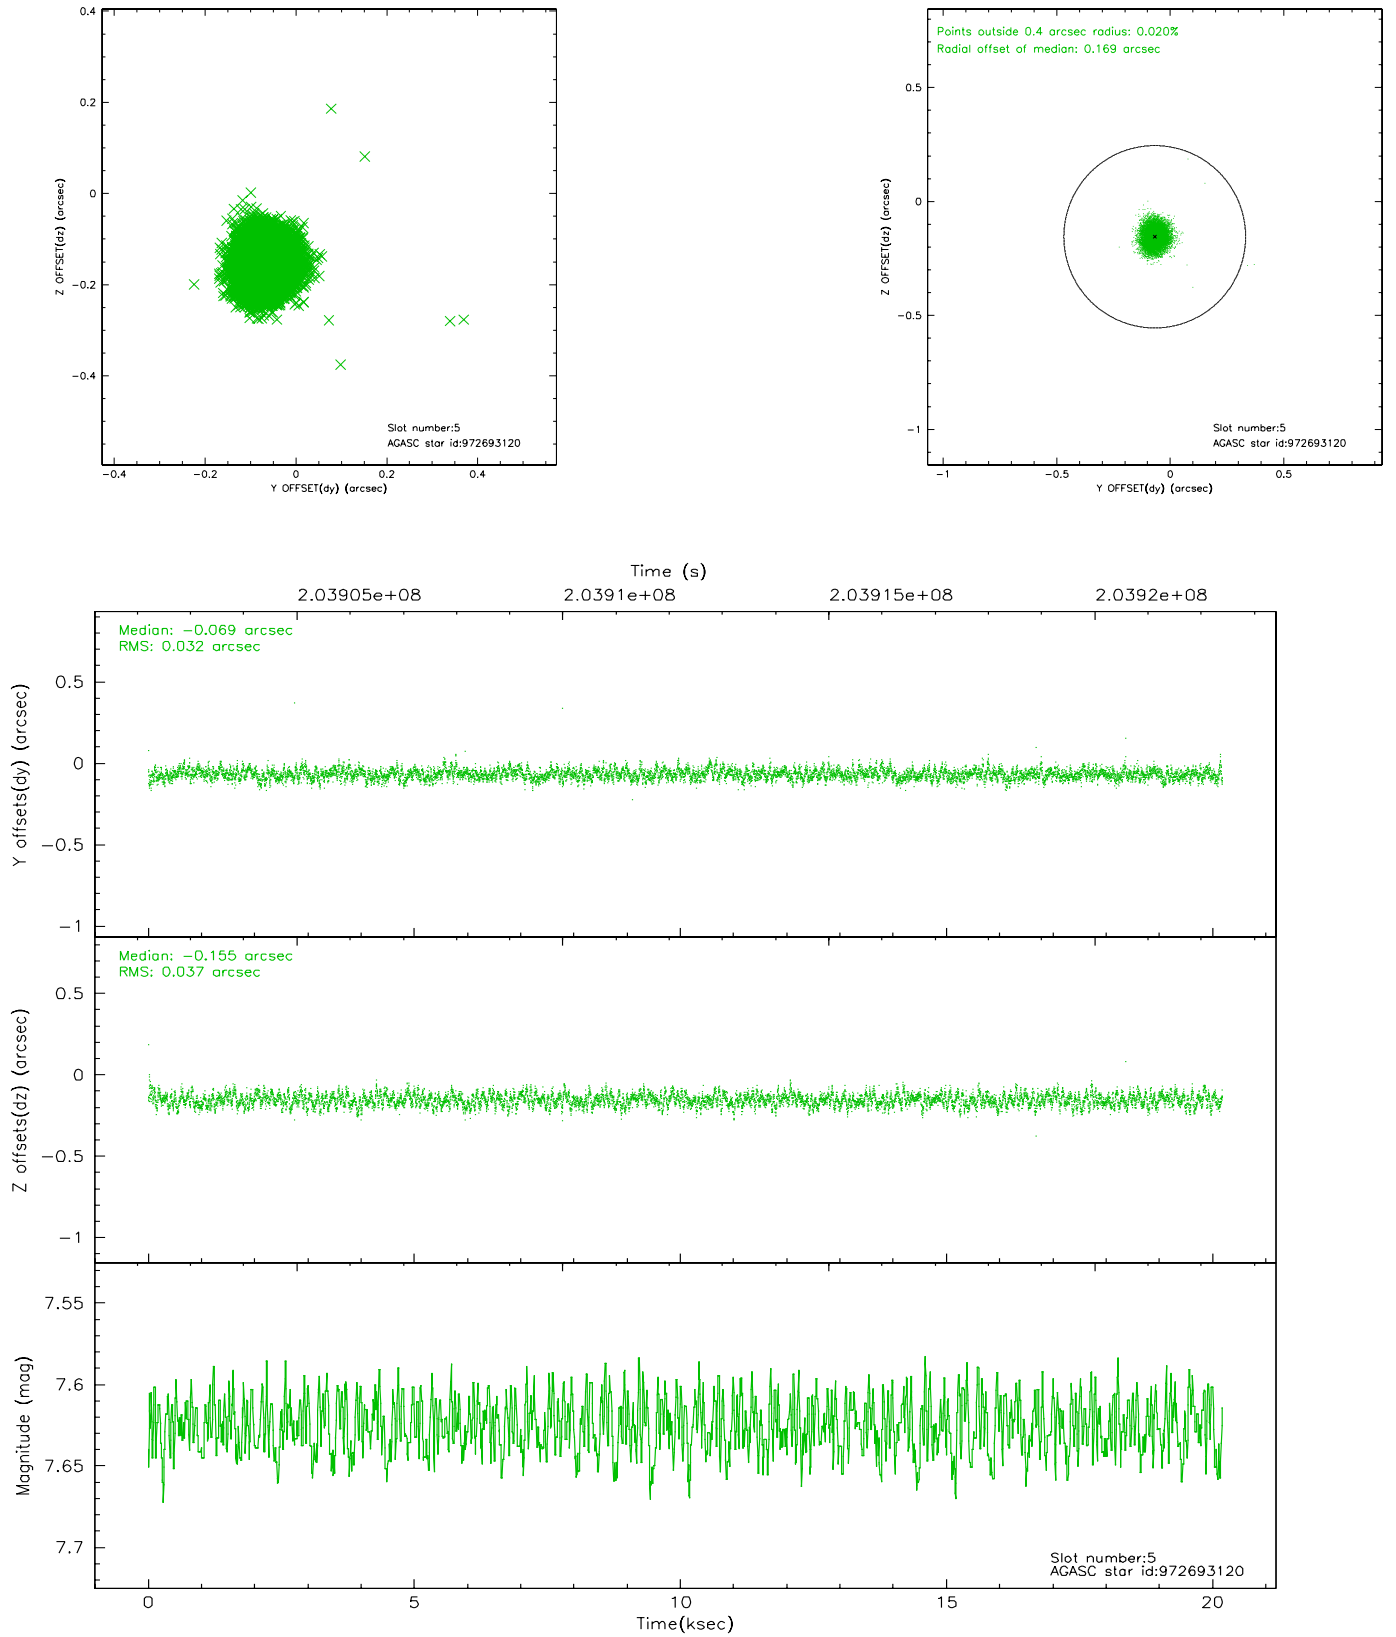 0.4
0.2
0
-0.2
-0.4
Z OFFSET(dz) (arcsec)
Slot number:5
AGASC star id:972693120
-0.4 -0.2 0 0.2 0.4
Y OFFSET(dy) (arcsec)
Points outside 0.4 arcsec radius: 0.020%
Radial offset of median: 0.169 arcsec
0.5
0
-0.5
-1
Z OFFSET(dz) (arcsec)
Slot number:5
AGASC star id:972693120
-1 -0.5 0 0.5
Y OFFSET(dy) (arcsec)
Time (s)
2.03905e+08 2.0391e+08 2.03915e+08 2.0392e+08
Median: -0.069 arcsec
RMS: 0.032 arcsec
0.5
0
-0.5
-1
Y offsets(dy) (arcsec)
Median: -0.155 arcsec
RMS: 0.037 arcsec
0.5
0
-0.5
-1
Z offsets(dz) (arcsec)
7.55
7.6
7.65
7.7
Magnitude (mag)
Slot number:5
AGASC star id:972693120
0 5 10 15 20
Time(ksec)